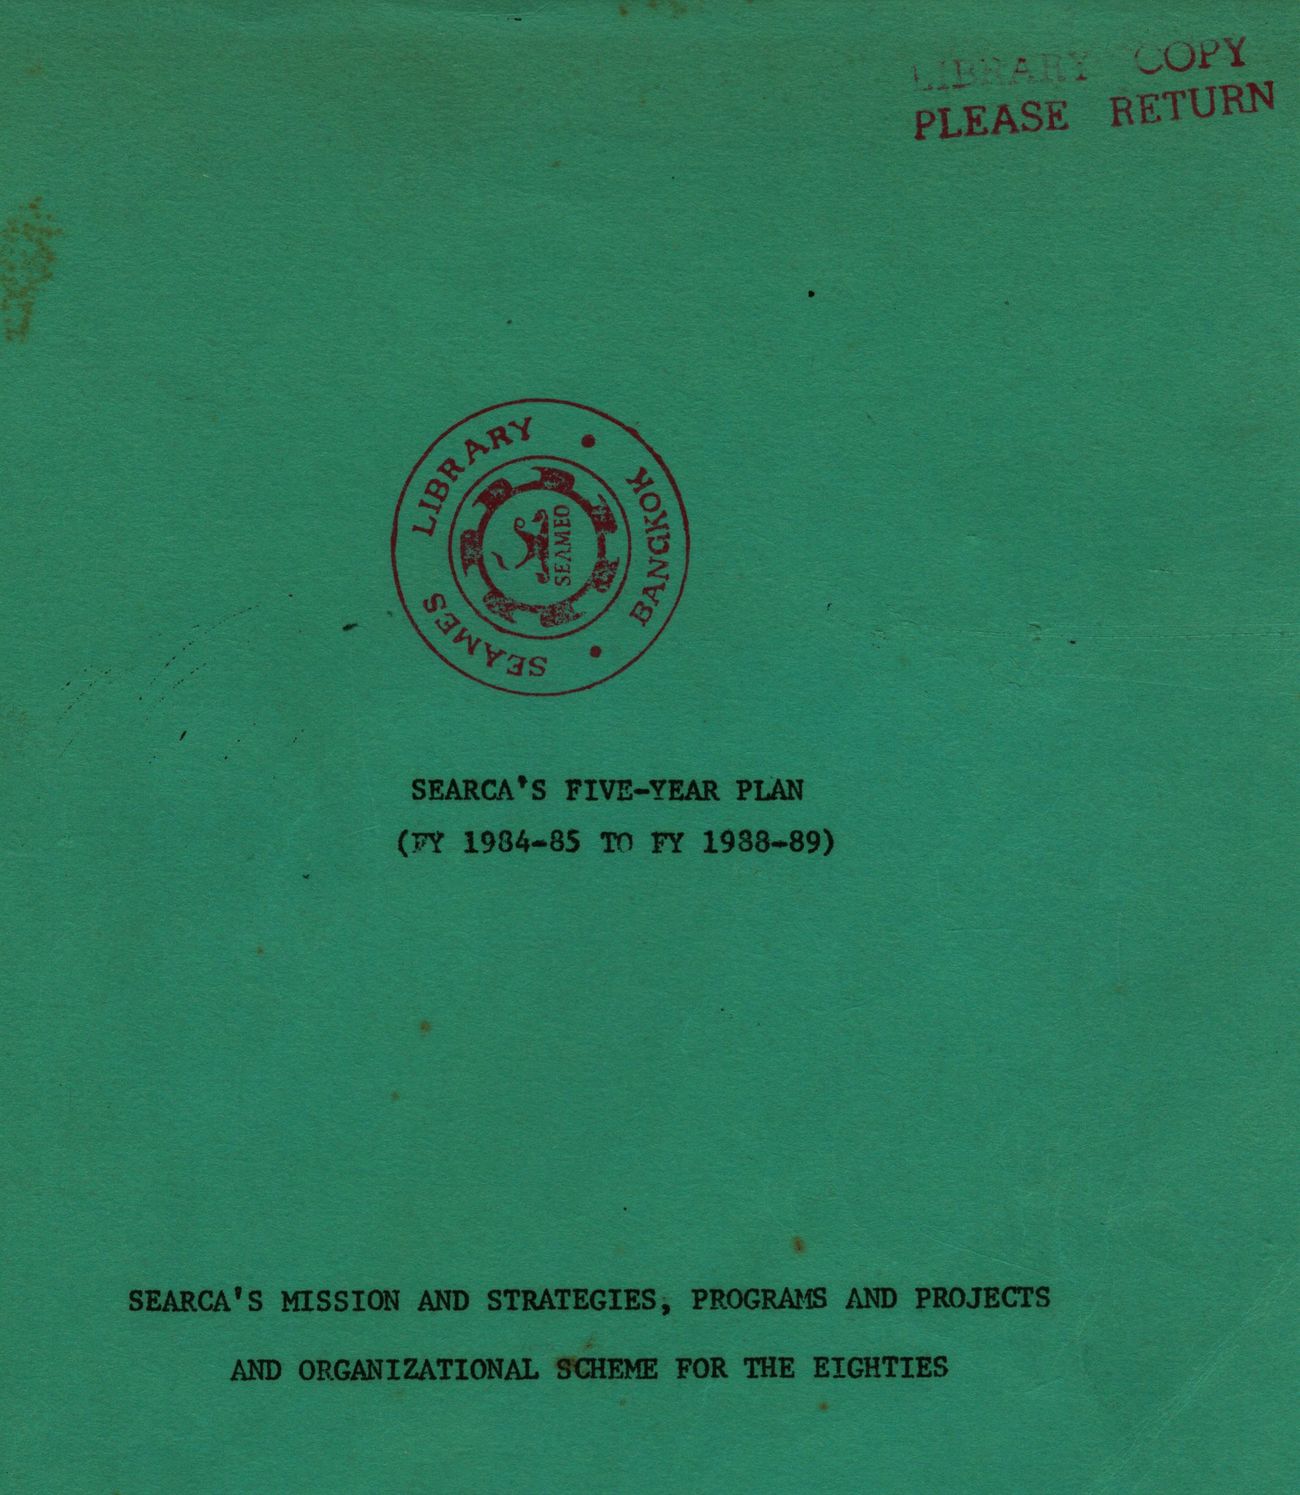 LIBRARY COPY
PLEASE RETURN
SEAMES LIBRARY • BANGKOK •
SEAMEO
SEARCA'S FIVE-YEAR PLAN
(FY 1984-85 TO FY 1988-89)
SEARCA'S MISSION AND STRATEGIES, PROGRAMS AND PROJECTS
AND ORGANIZATIONAL SCHEME FOR THE EIGHTIES